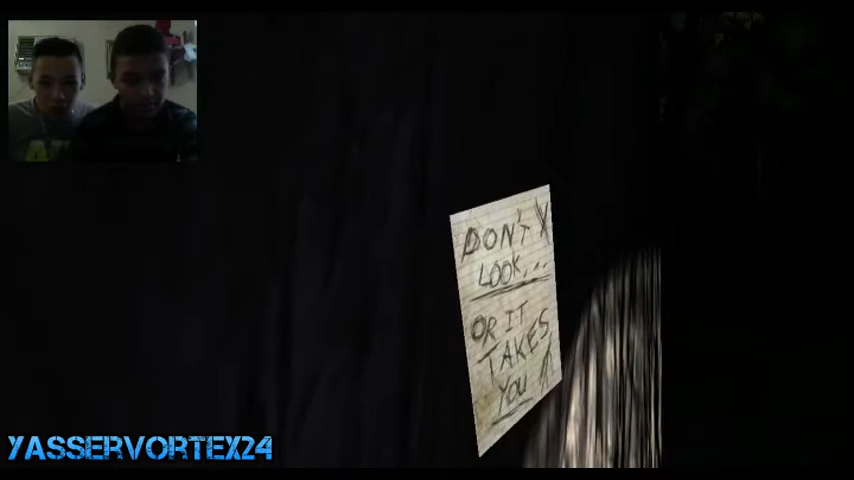 DON'T
LOOK...
OR IT
TAKES
YOU
YASSERVORTEX24